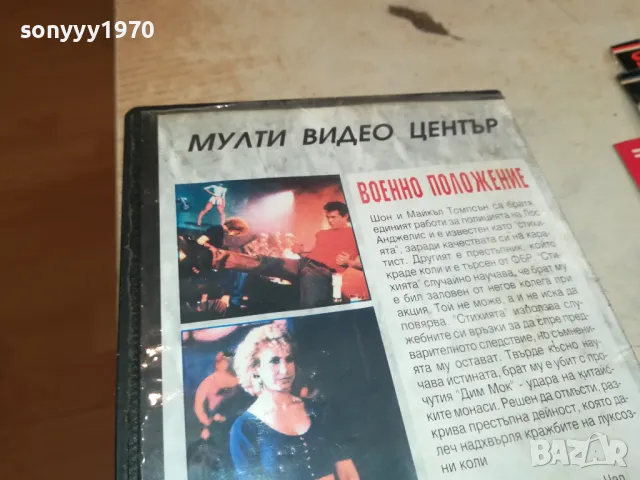 sonyyy1970
МУЛТИ ВИДЕО ЦЕНТЪР
ВОЕННО ПОЛОЖЕНИЕ
Шон и Майкъл Томпсън са братя.
единият работи за полицията на Лос
Анджелис и е известен като "стихи-
ята", заради качествата си на кара-
тист. Другият е престъпник, който
краде коли и е търсен от ФБР. "Сти-
хията" случайно научава, че брат му
е бил заловен от негов колега при
акция. Той не може, а и не иска да
повярва. "Стихията" използва слу-
жебните си връзки за да спре пред-
варителното следствие, но съмнени-
ята му остават. Твърде късно нау-
чава истината, брат му е убит с про-
чутия "Дим Мок" - удара на китайс-
ките монаси. Решен да отмъсти, раз-
крива престъпна дейност, която да-
леч надхвърля кражбите на луксоз-
ни коли
BAZAR